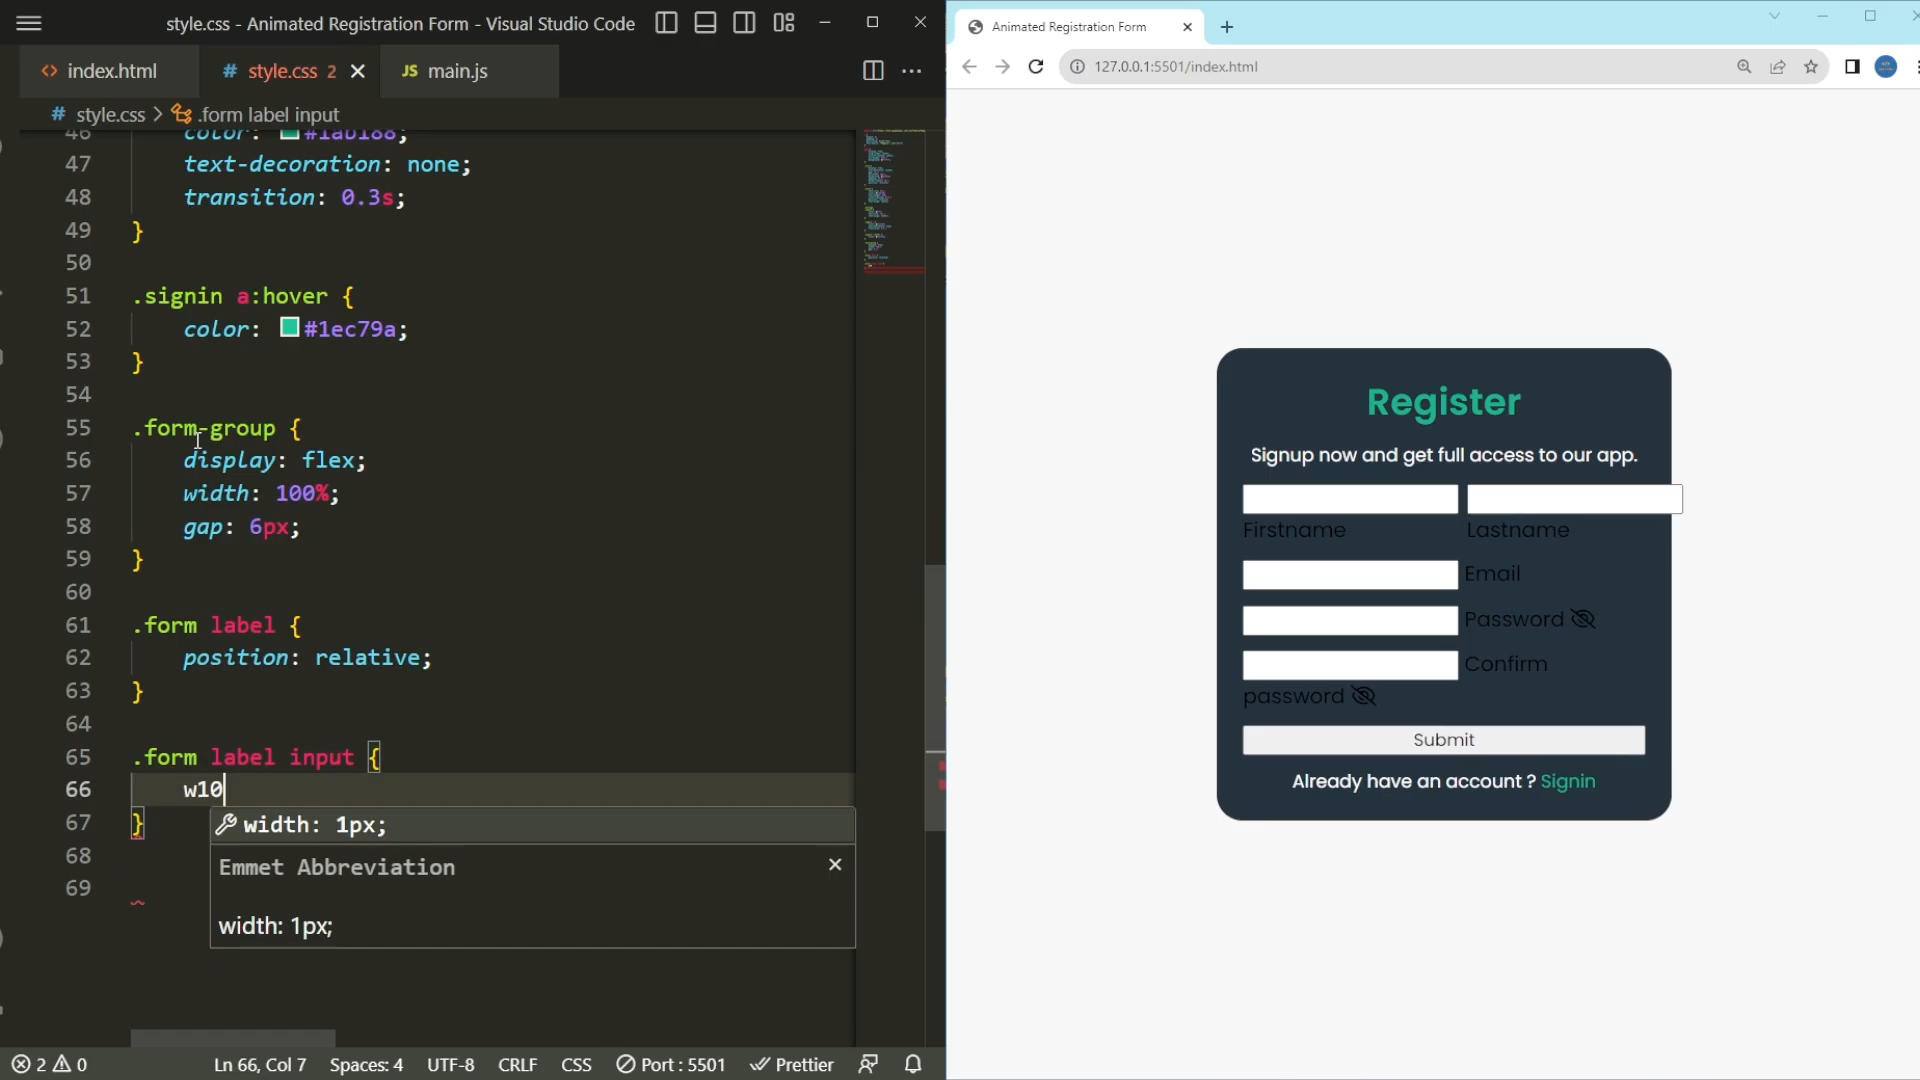 style.css - Animated Registration Form - Visual Studio Code
index.html
# style.css 2
JS main.js
# style.css > .form label input
46 color: #1ab188;
47 text-decoration: none;
48 transition: 0.3s;
49 }
50
51 .signin a:hover {
52 color: #1ec79a;
53 }
54
55 .form-group {
56 display: flex;
57 width: 100%;
58 gap: 6px;
59 }
60
61 .form label {
62 position: relative;
63 }
64
65 .form label input {
66 w10
67 }
68
69
width: 1px;
Emmet Abbreviation
width: 1px;
2 0
Ln 66, Col 7
Spaces: 4
UTF-8
CRLF
CSS
Port : 5501
Prettier
Animated Registration Form
127.0.0.1:5501/index.html
Register
Signup now and get full access to our app.
Firstname
Lastname
Email
Password
Confirm
password
Submit
Already have an account ? Signin